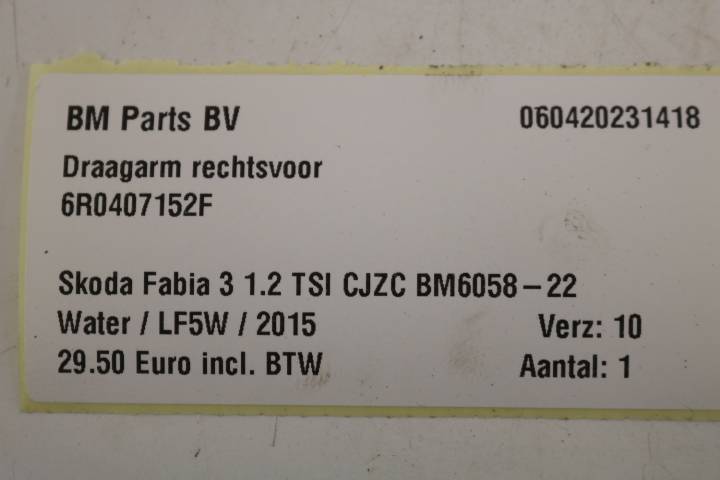 BM Parts BV 060420231418
Draagarm rechtsvoor
6R0407152F
Skoda Fabia 3 1.2 TSI CJZC BM6058-22
Water / LF5W / 2015 Verz: 10
29.50 Euro incl. BTW Aantal: 1